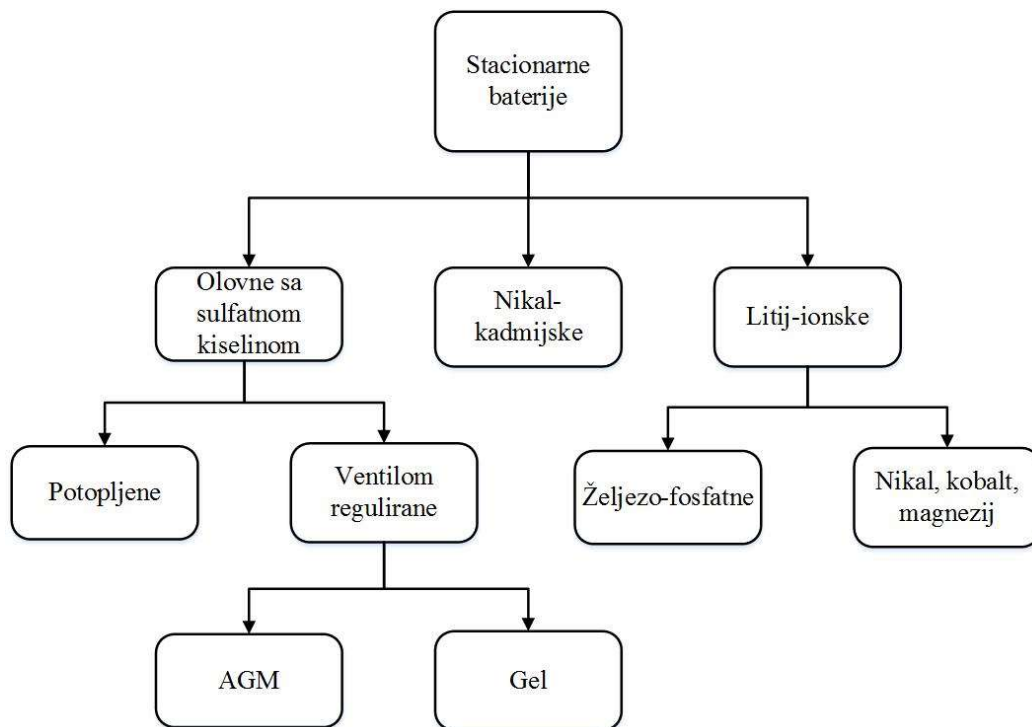 Stacionarne
baterije
Olovne sa
sulfatnom
kiselinom
Nikal-
kadmijske
Litij-ionske
Potopljene
Ventilom
regulirane
Željezo-fosfatne
Nikal, kobalt,
magnezij
AGM
Gel